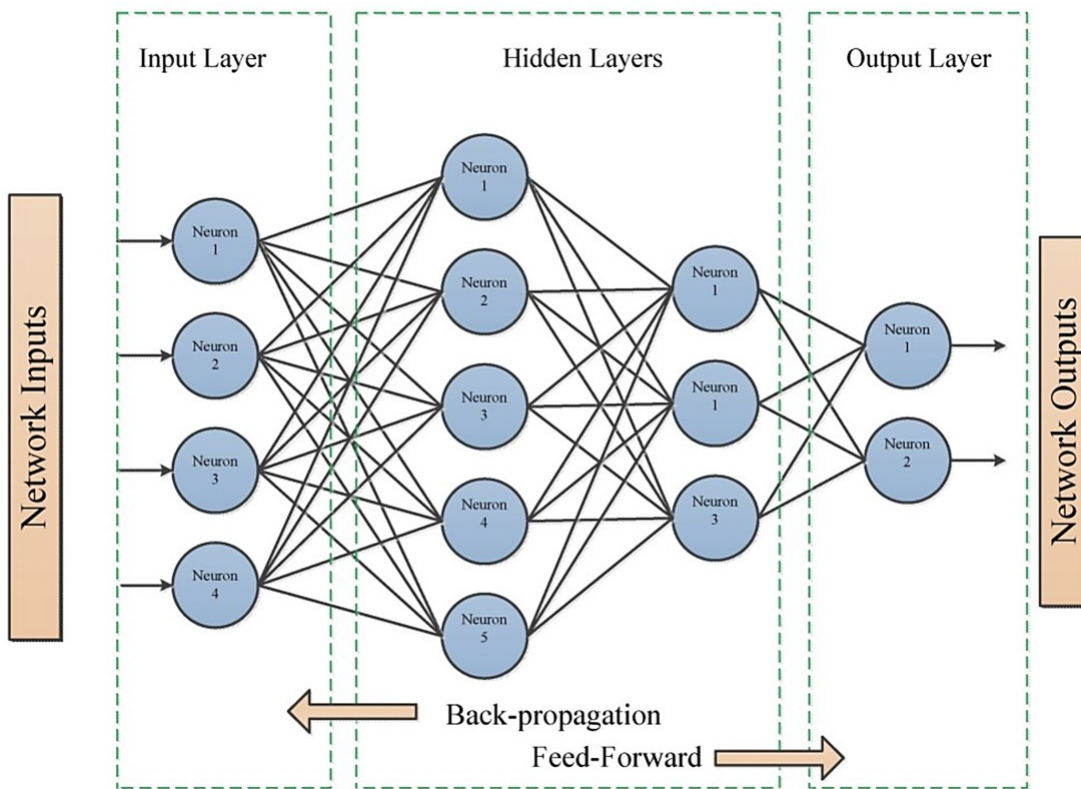 Input Layer
Hidden Layers
Output Layer
Network Inputs
Neuron
1
Neuron
2
Neuron
3
Neuron
4
Neuron
1
Neuron
2
Neuron
3
Neuron
4
Neuron
5
Neuron
1
Neuron
1
Neuron
3
Neuron
1
Neuron
2
Network Outputs
Back-propagation
Feed-Forward